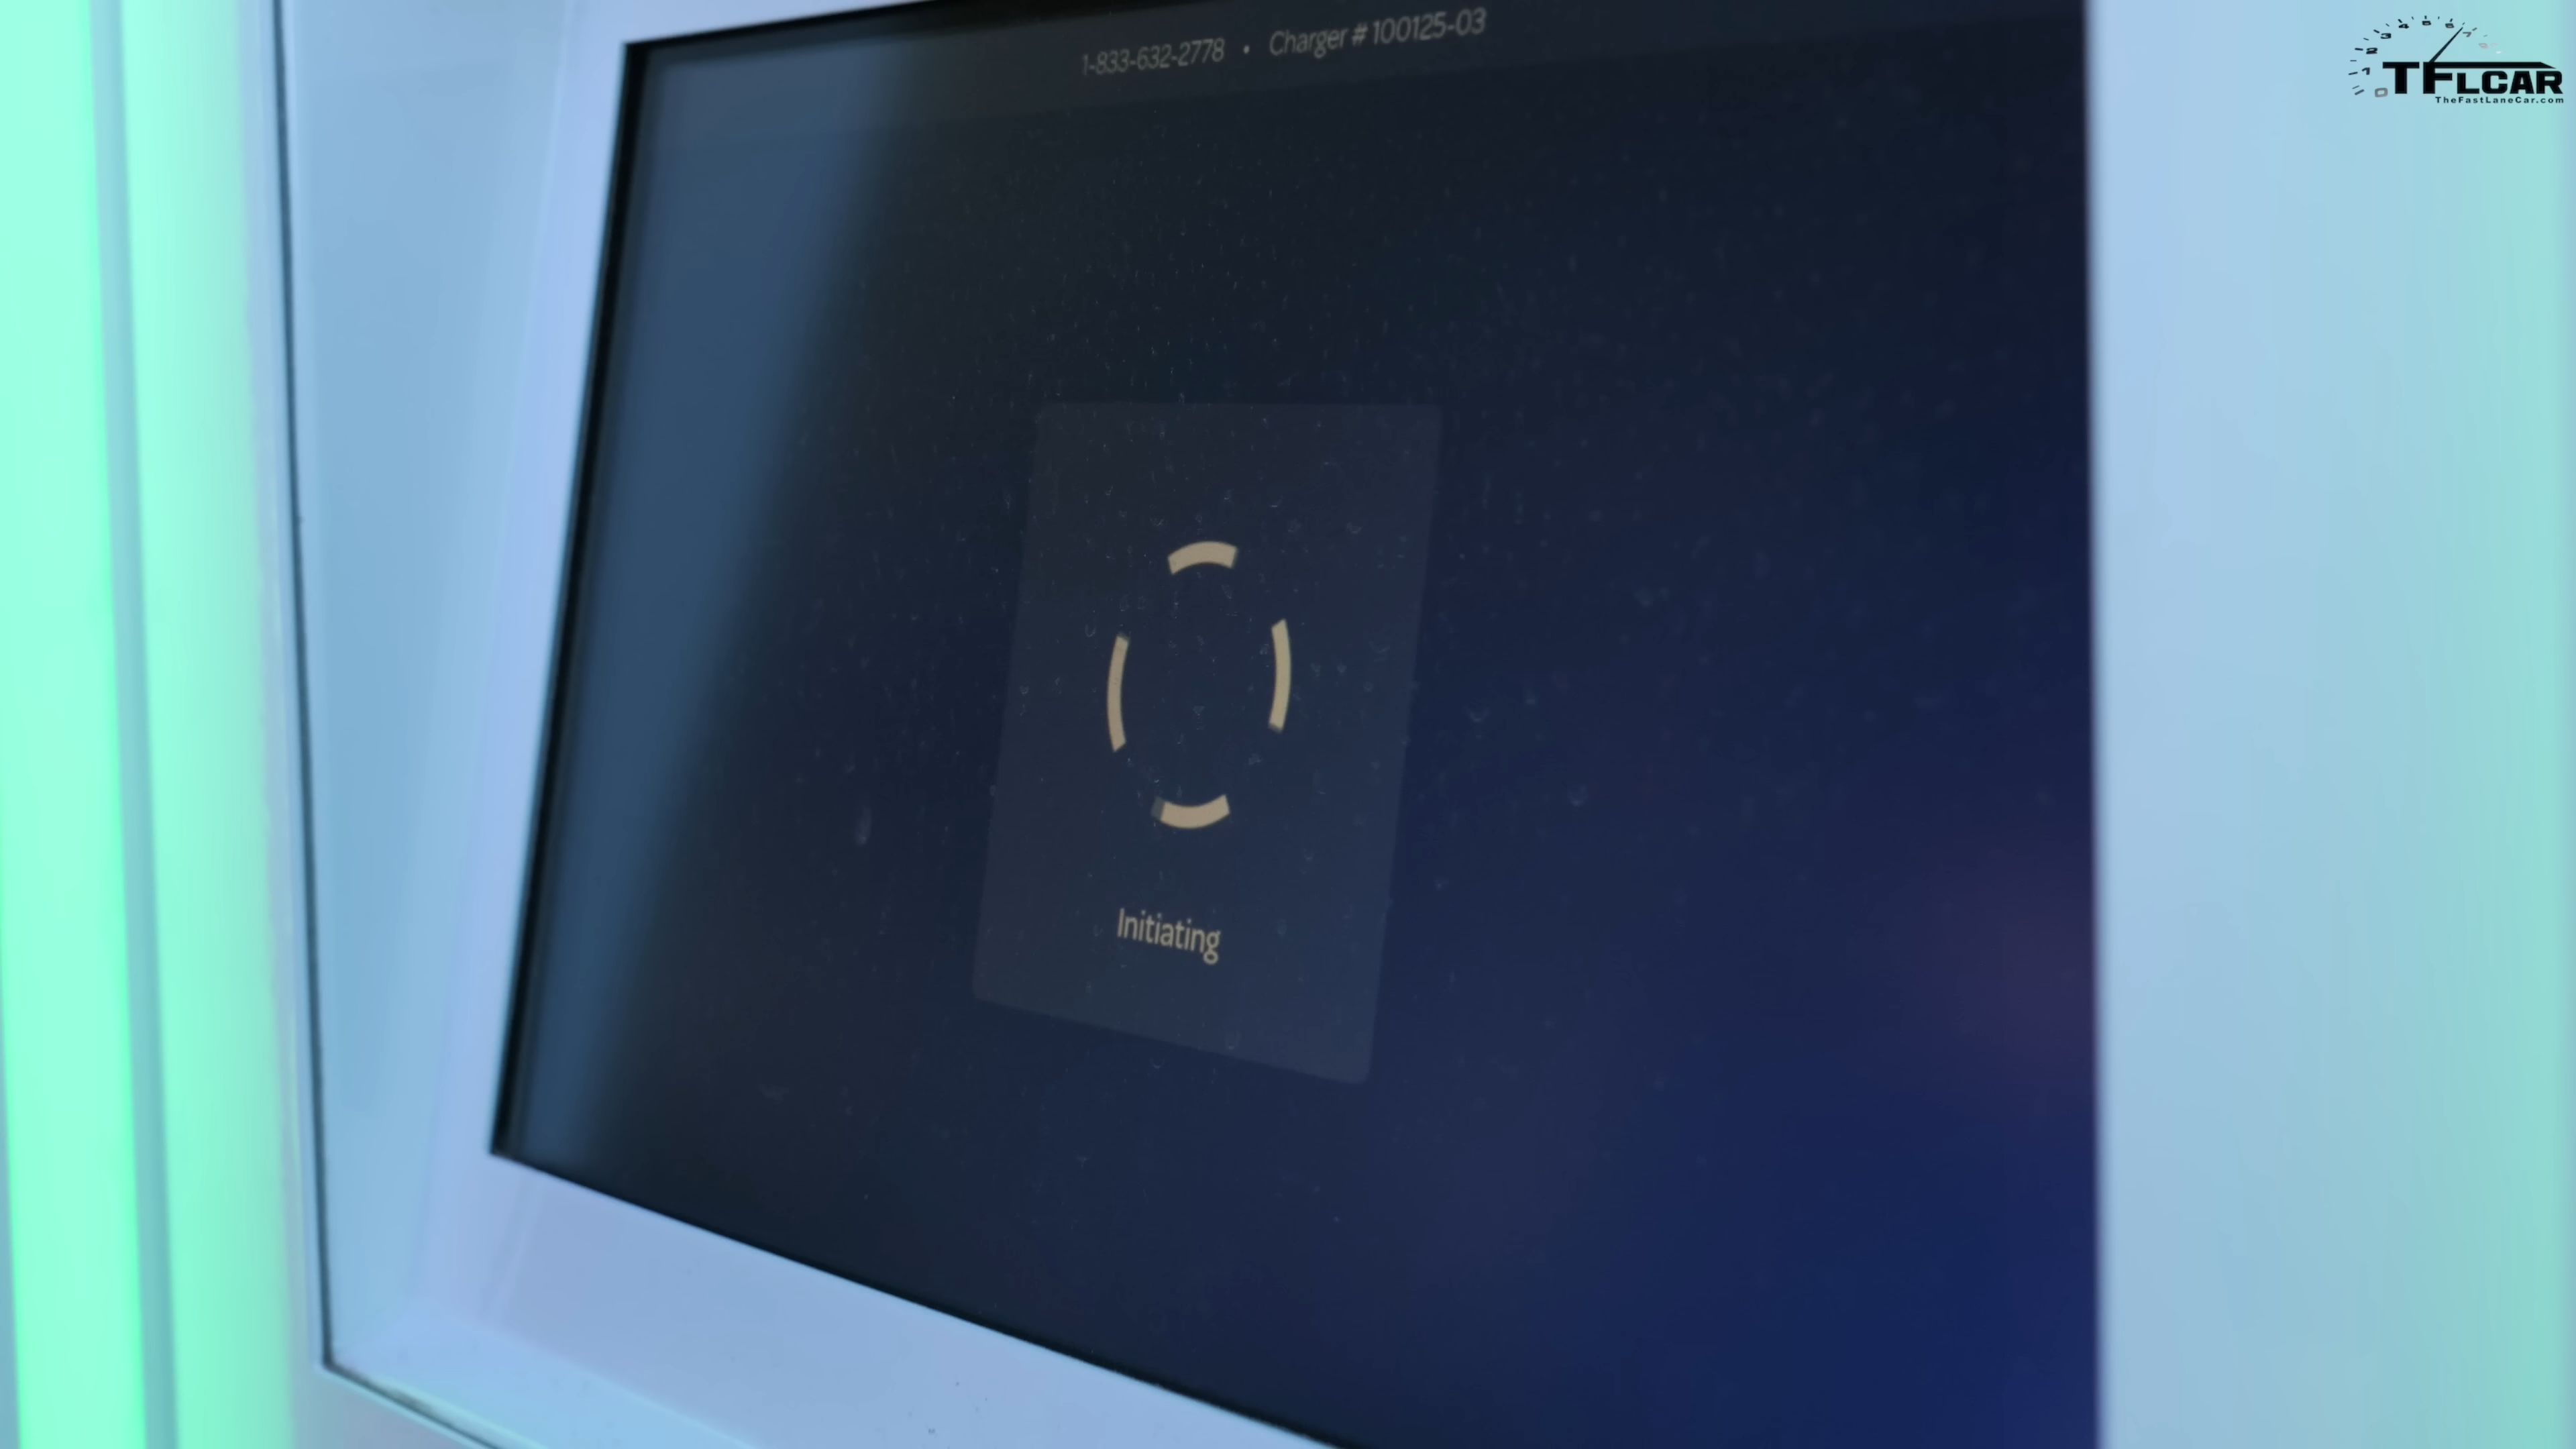 1-833-632-2778 • Charger # 100125-03
TFLCAR
TheFastLaneCar.com
Initiating